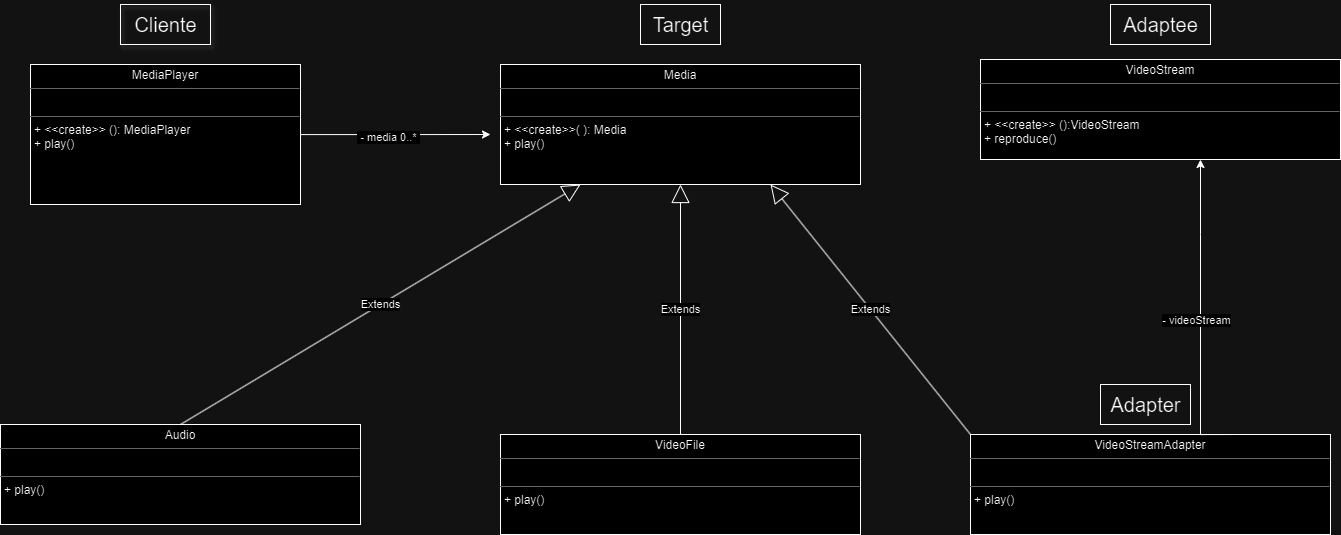 Cliente
Target
Adaptee
MediaPlayer
+ <<create>> (): MediaPlayer
+ play()
- media 0..*
Media
+ <<create>>( ): Media
+ play()
VideoStream
+ <<create>> ():VideoStream
+ reproduce()
Extends
Extends
Extends
- videoStream
Adapter
Audio
+ play()
VideoFile
+ play()
VideoStreamAdapter
+ play()